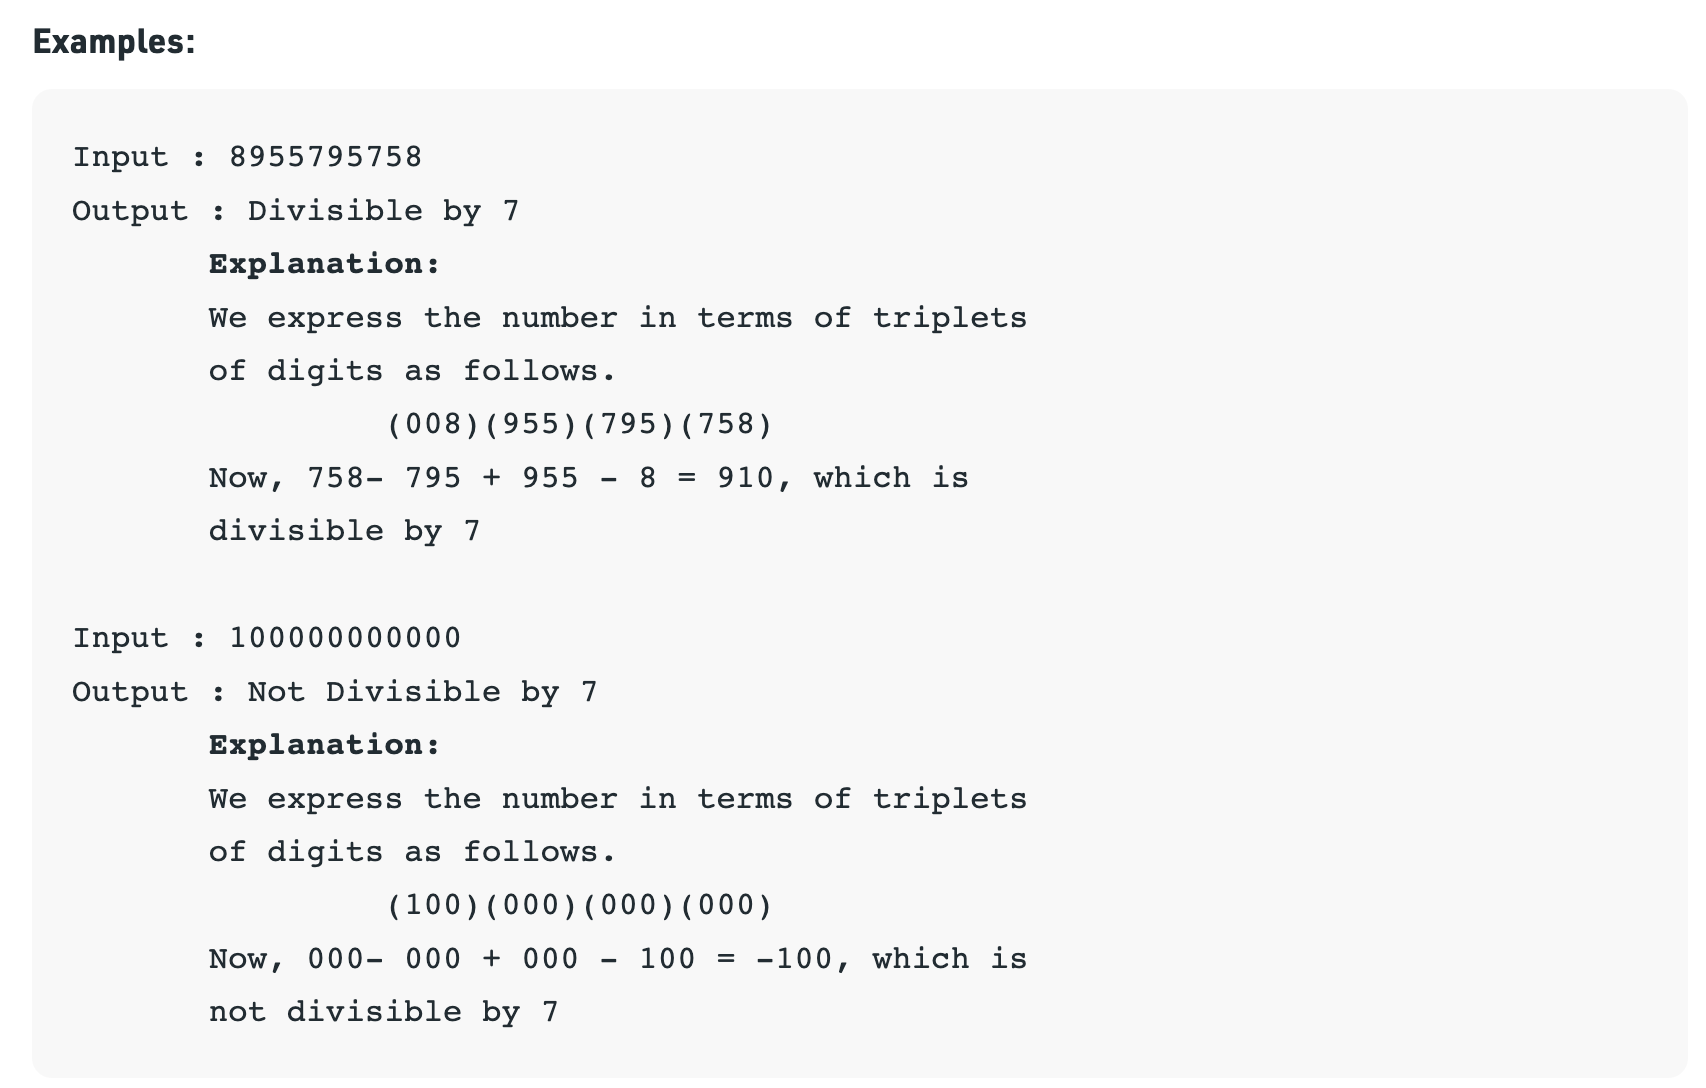 Examples:
Input : 8955795758
Output : Divisible by 7
Explanation:
We express the number in terms of triplets
of digits as follows.
(008)(955)(795)(758)
Now, 758- 795 + 955 - 8 = 910, which is
divisible by 7
Input : 100000000000
Output : Not Divisible by 7
Explanation:
We express the number in terms of triplets
of digits as follows.
(100)(000)(000)(000)
Now, 000- 000 + 000 - 100 = -100, which is
not divisible by 7